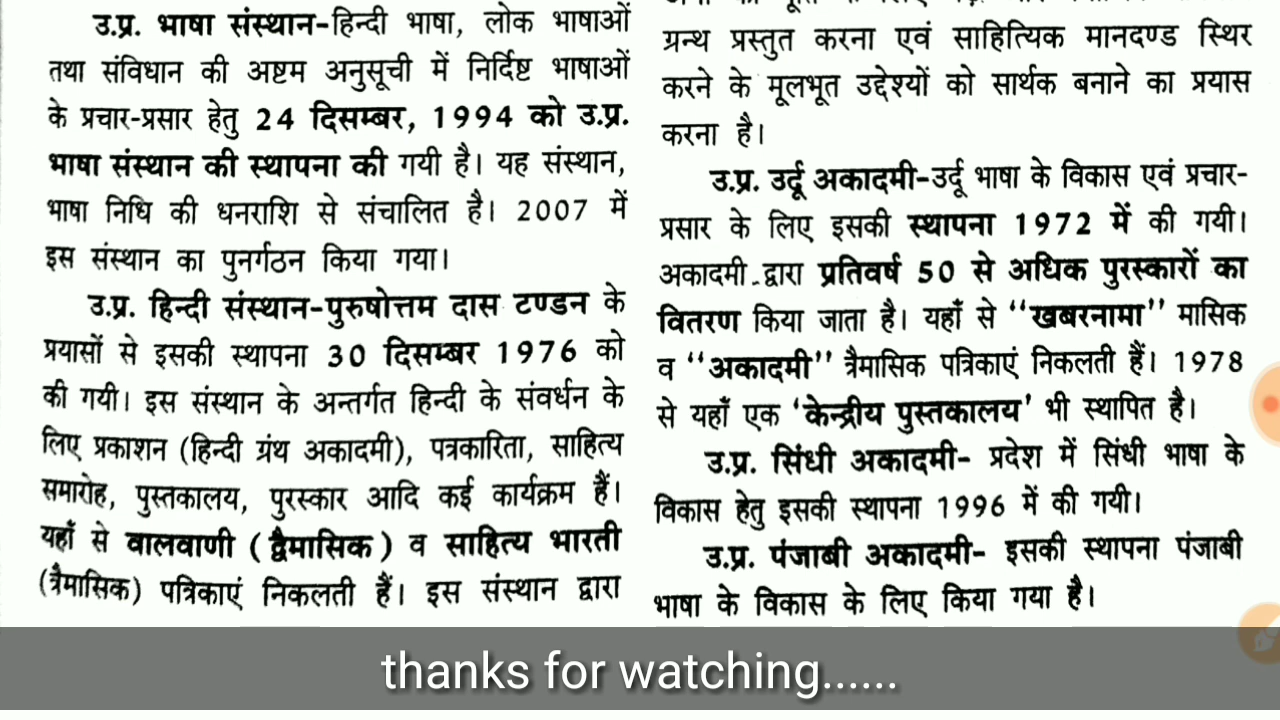 उ.प्र. भाषा संस्थान-हिन्दी भाषा, लोक भाषाओं
तथा संविधान की अष्टम अनुसूची में निर्दिष्ट भाषाओं
के प्रचार-प्रसार हेतु 24 दिसम्बर, 1994 को उ.प्र.
भाषा संस्थान की स्थापना की गयी है। यह संस्थान,
भाषा निधि की धनराशि से संचालित है। 2007 में
इस संस्थान का पुनर्गठन किया गया।
उ.प्र. हिन्दी संस्थान-पुरुषोत्तम दास टण्डन के
प्रयासों से इसकी स्थापना 30 दिसम्बर 1976 को
की गयी। इस संस्थान के अन्तर्गत हिन्दी के संवर्धन के
लिए प्रकाशन (हिन्दी ग्रंथ अकादमी), पत्रकारिता, साहित्य
समारोह, पुस्तकालय, पुरस्कार आदि कई कार्यक्रम हैं।
यहाँ से वालवाणी (द्वैमासिक) व साहित्य भारती
(त्रैमासिक) पत्रिकाएं निकलती हैं। इस संस्थान द्वारा
ग्रन्थ प्रस्तुत करना एवं साहित्यिक मानदण्ड स्थिर
करने के मूलभूत उद्देश्यों को सार्थक बनाने का प्रयास
करना है।
उ.प्र. उर्दू अकादमी-उर्दू भाषा के विकास एवं प्रचार-
प्रसार के लिए इसकी स्थापना 1972 में की गयी।
अकादमी द्वारा प्रतिवर्ष 50 से अधिक पुरस्कारों का
वितरण किया जाता है। यहाँ से “खबरनामा” मासिक
व “अकादमी” त्रैमासिक पत्रिकाएं निकलती हैं। 1978
से यहाँ एक ‘केन्द्रीय पुस्तकालय’ भी स्थापित है।
उ.प्र. सिंधी अकादमी- प्रदेश में सिंधी भाषा के
विकास हेतु इसकी स्थापना 1996 में की गयी।
उ.प्र. पंजाबी अकादमी- इसकी स्थापना पंजाबी
भाषा के विकास के लिए किया गया है।
thanks for watching......